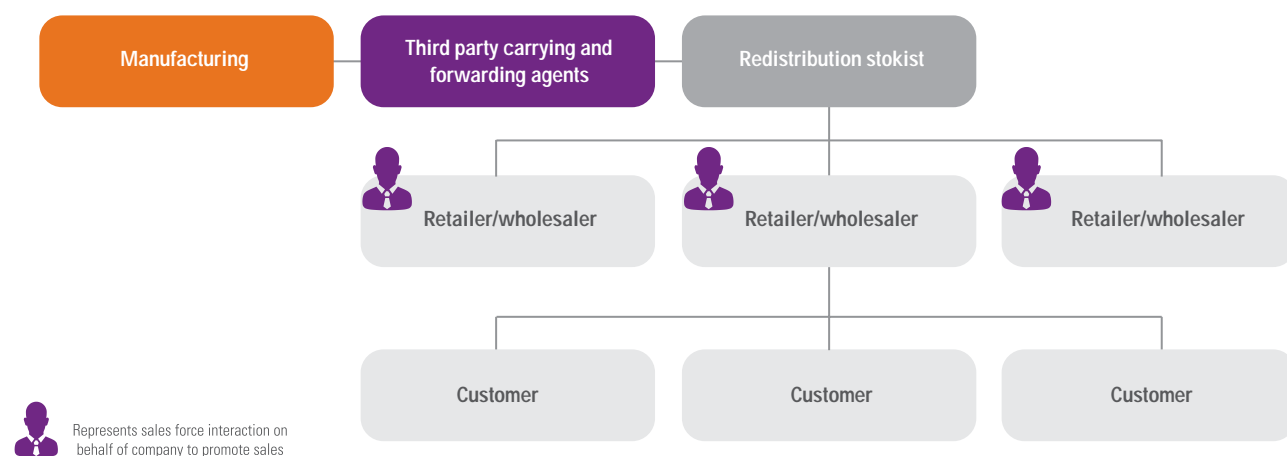 Manufacturing
Third party carrying and
forwarding agents
Redistribution stokist
Retailer/wholesaler
Retailer/wholesaler
Retailer/wholesaler
Customer
Customer
Customer
Represents sales force interaction on
behalf of company to promote sales